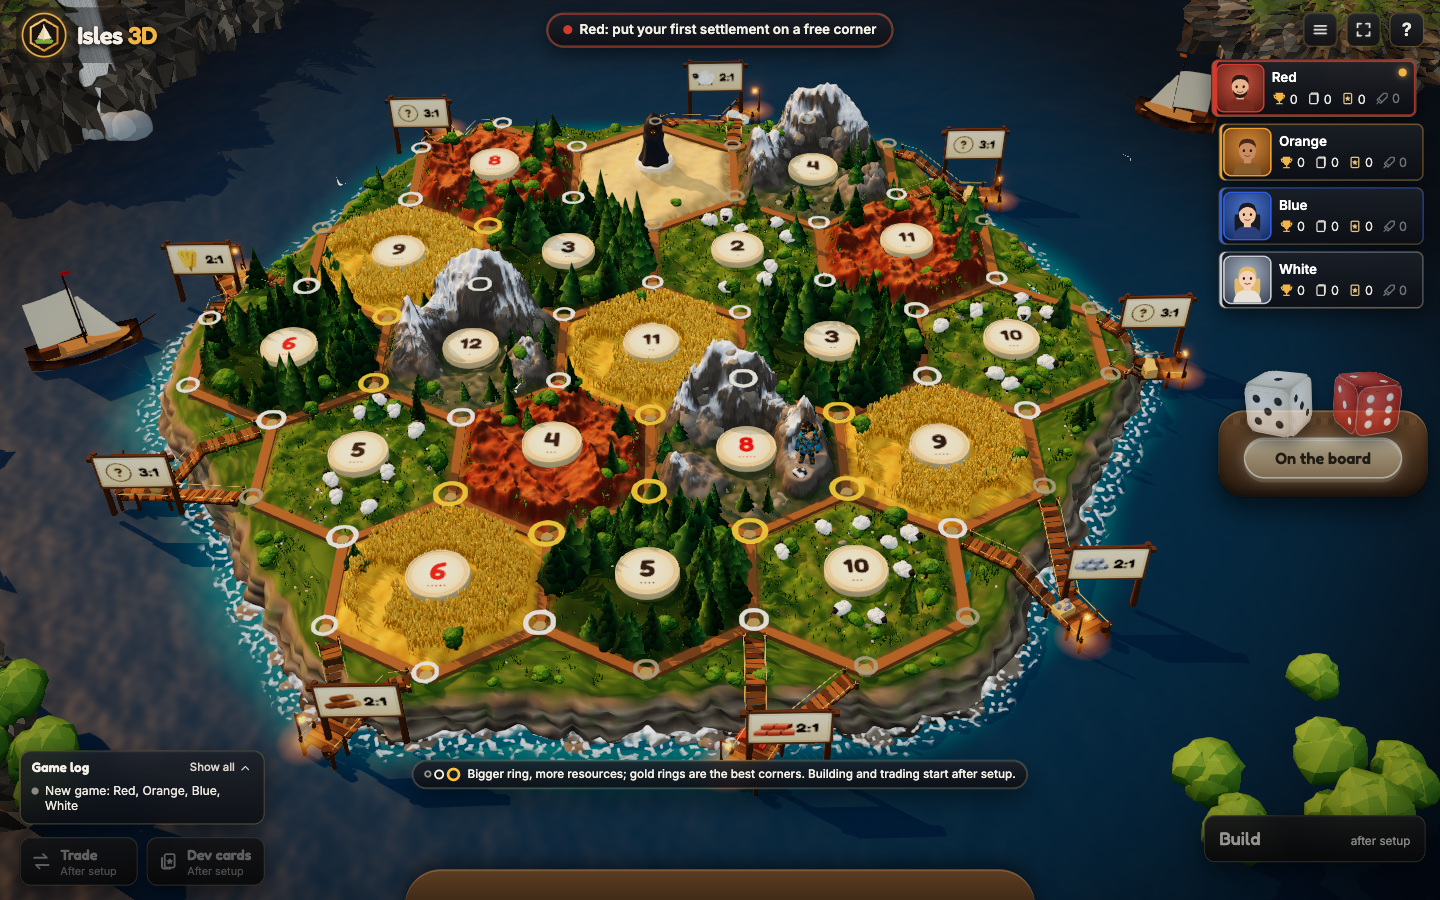 Isles 3D
Red: put your first settlement on a free corner
?
Red
0 0 0 0
Orange
0 0 0 0
Blue
0 0 0 0
White
0 0 0 0
2:1
? 3:1
? 3:1
8
4
9
3
2
11
2:1
? 3:1
6
12
11
3
10
5
4
8
9
? 3:1
On the board
6
5
10
2:1
2:1
2:1
Game log
Show all
New game: Red, Orange, Blue,
White
Bigger ring, more resources; gold rings are the best corners. Building and trading start after setup.
Trade
After setup
Dev cards
After setup
Build
after setup